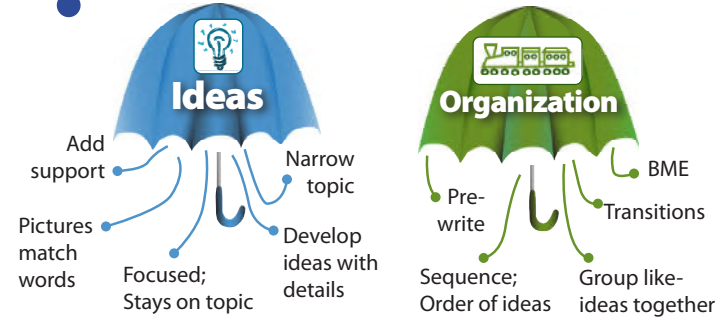 Ideas
Add
support
Pictures
match
words
Focused;
Stays on topic
Develop
ideas with
details
Narrow
topic
Organization
Pre-
write
Sequence;
Order of ideas
Group like-
ideas together
Transitions
BME